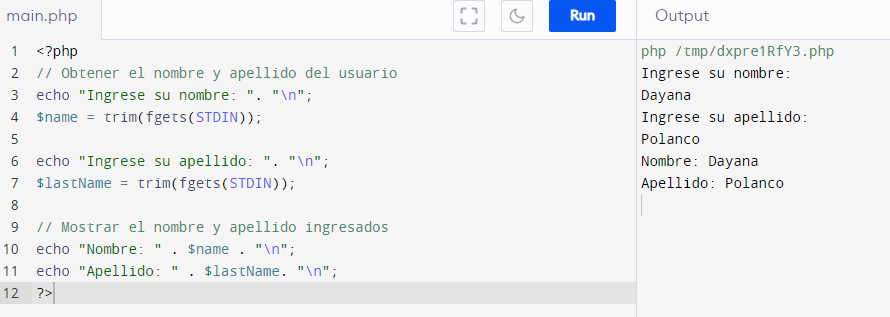 main.php
Run
Output
1 <?php
2 // Obtener el nombre y apellido del usuario
3 echo "Ingrese su nombre: ". "\n";
4 $name = trim(fgets(STDIN));
5
6 echo "Ingrese su apellido: ". "\n";
7 $lastName = trim(fgets(STDIN));
8
9 // Mostrar el nombre y apellido ingresados
10 echo "Nombre: " . $name . "\n";
11 echo "Apellido: " . $lastName. "\n";
12 ?>
php /tmp/dxpre1RfY3.php
Ingrese su nombre:
Dayana
Ingrese su apellido:
Polanco
Nombre: Dayana
Apellido: Polanco